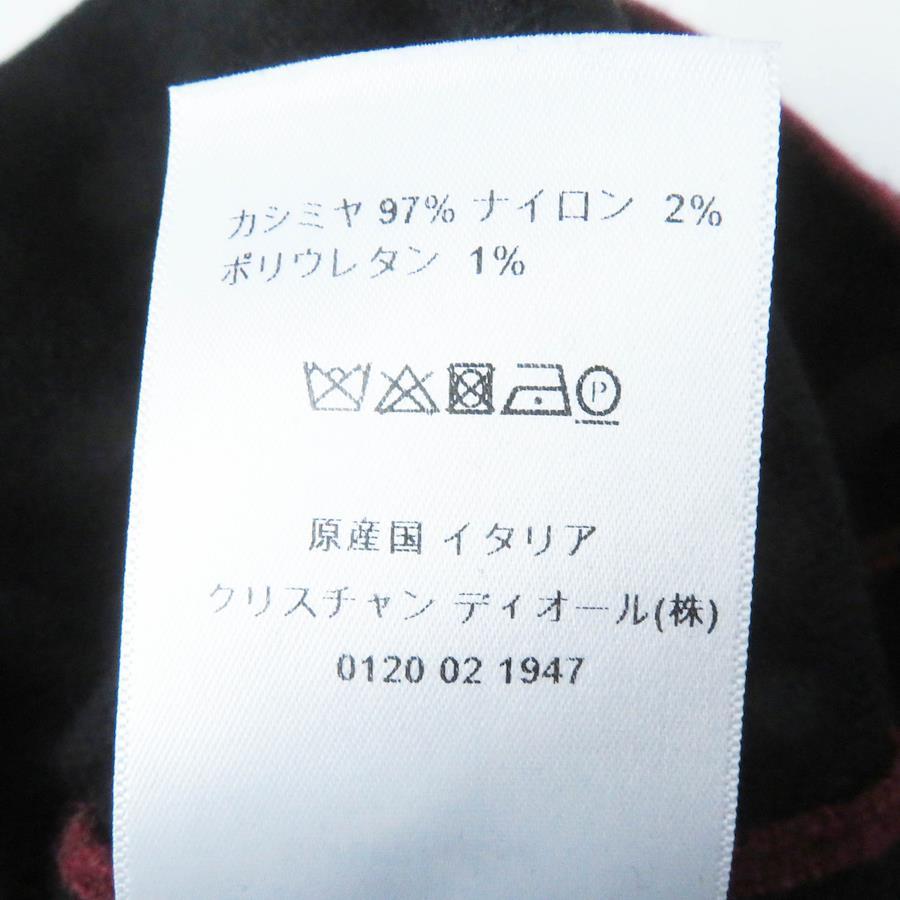 カシミヤ 97% ナイロン 2%
ポリウレタン 1%
P
原産国 イタリア
クリスチャン ディオール(株)
0120 02 1947